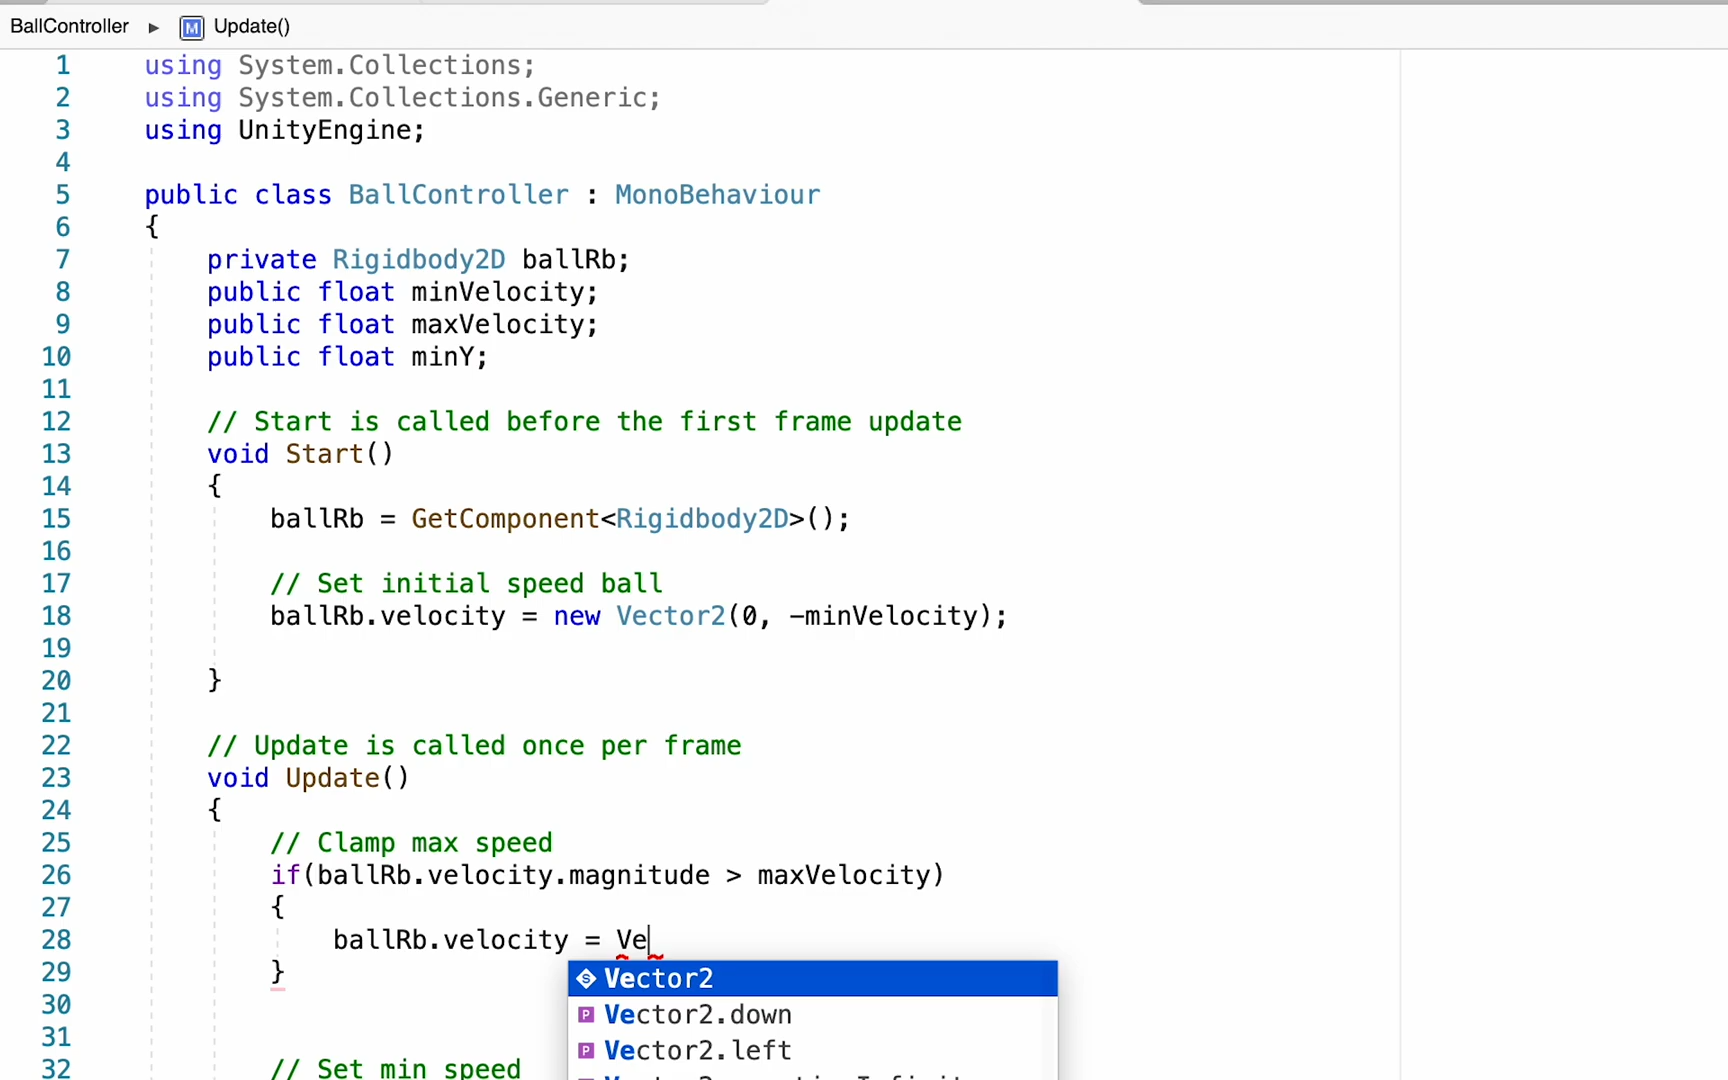 BallController ▸ M Update()
1 using System.Collections;
2 using System.Collections.Generic;
3 using UnityEngine;
4
5 public class BallController : MonoBehaviour
6 {
7 private Rigidbody2D ballRb;
8 public float minVelocity;
9 public float maxVelocity;
10 public float minY;
11
12 // Start is called before the first frame update
13 void Start()
14 {
15 ballRb = GetComponent<Rigidbody2D>();
16
17 // Set initial speed ball
18 ballRb.velocity = new Vector2(0, -minVelocity);
19
20 }
21
22 // Update is called once per frame
23 void Update()
24 {
25 // Clamp max speed
26 if(ballRb.velocity.magnitude > maxVelocity)
27 {
28 ballRb.velocity = Ve
29 }
S Vector2
30
P Vector2.down
31
P Vector2.left
32 // Set min speed